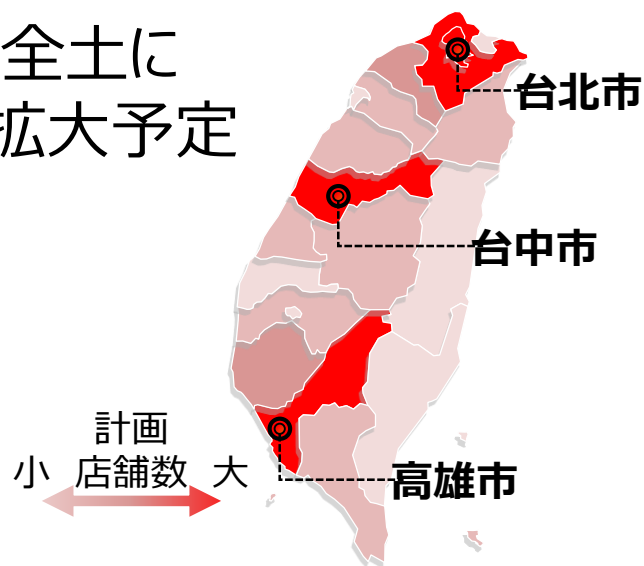 全土に
拡大予定
台北市
台中市
計画
小 店舗数 大
高雄市